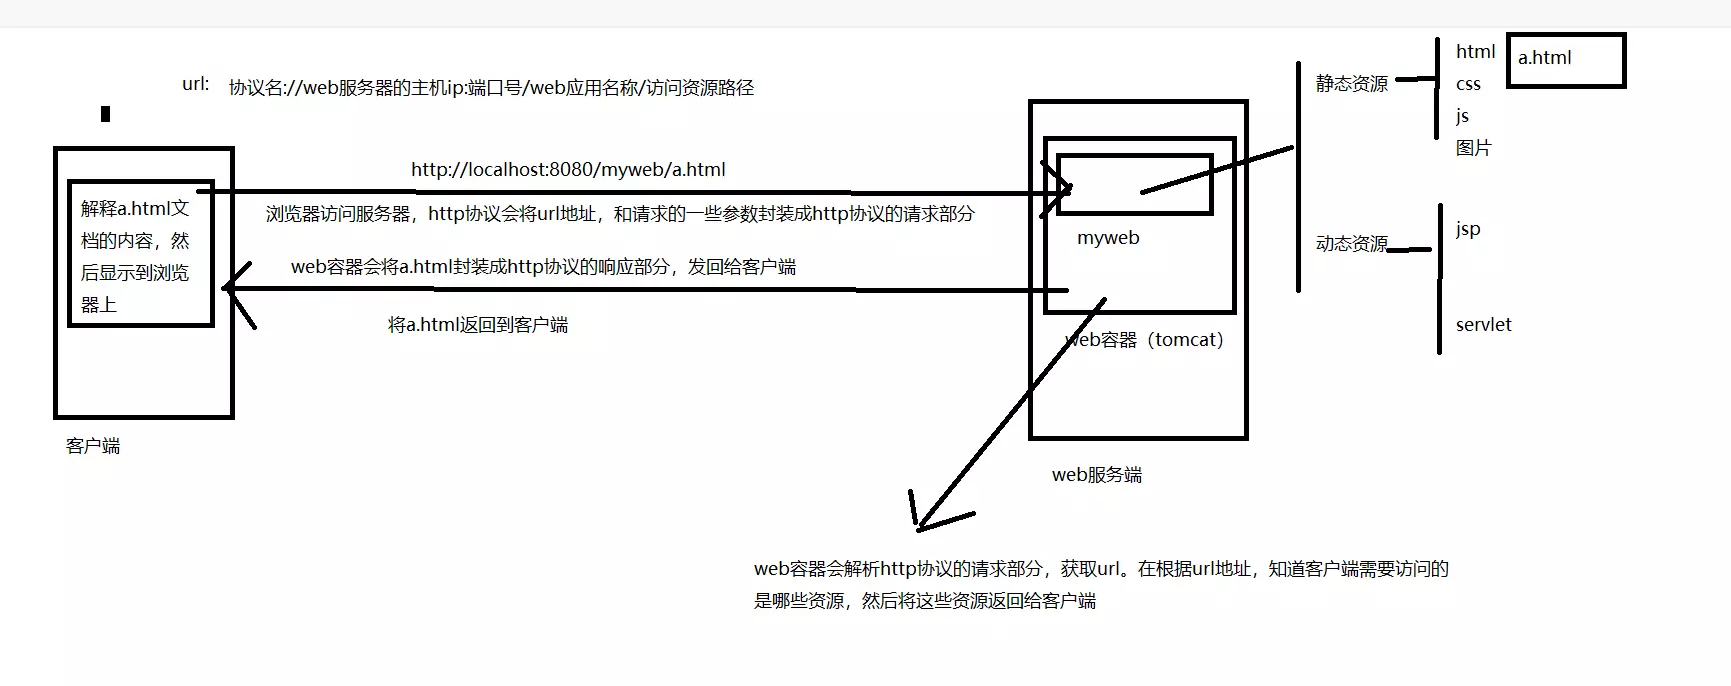 url:
协议名://web服务器的主机ip:端口号/web应用名称/访问资源路径
http://localhost:8080/myweb/a.html
浏览器访问服务器，http协议会将url地址，和请求的一些参数封装成http协议的请求部分
web容器会将a.html封装成http协议的响应部分，发回给客户端
将a.html返回到客户端
解释a.html文
档的内容，然
后显示到浏览
器上
客户端
myweb
web容器（tomcat）
web服务端
web容器会解析http协议的请求部分，获取url。在根据url地址，知道客户端需要访问的
是哪些资源，然后将这些资源返回给客户端
静态资源
html
css
js
图片
a.html
动态资源
jsp
servlet